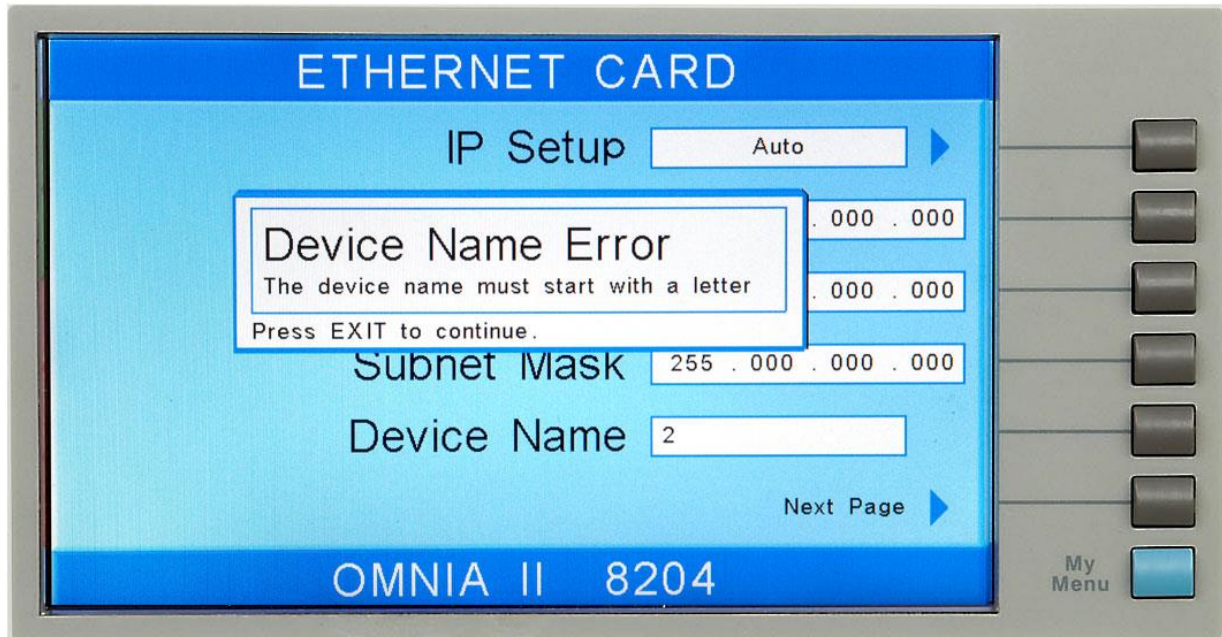 ETHERNET CARD
IP Setup Auto
. 000 . 000
Device Name Error
The device name must start with a letter
. 000 . 000
Press EXIT to continue.
Subnet Mask 255 . 000 . 000 . 000
Device Name 2
Next Page
OMNIA II 8204
My
Menu